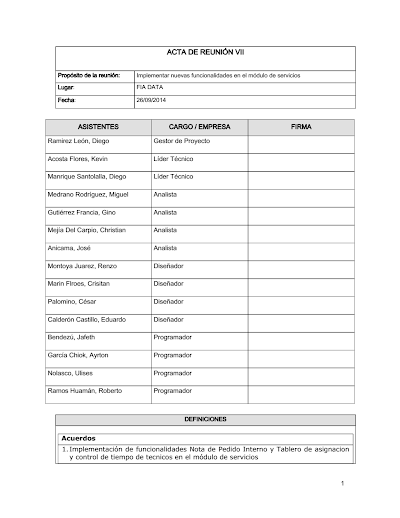 ACTA DE REUNIÓN VII
Propósito de la reunión: Implementar nuevas funcionalidades en el módulo de servicios
Lugar: FIA DATA
Fecha: 26/09/2014
ASISTENTES CARGO / EMPRESA FIRMA
Ramírez León, Diego Gestor de Proyecto
Acosta Flores, Kevin Líder Técnico
Manrique Santolalla, Diego Líder Técnico
Medrano Rodríguez, Miguel Analista
Gutiérrez Francia, Gino Analista
Mejía Del Carpio, Christian Analista
Anicama, José Analista
Montoya Juarez, Renzo Diseñador
Marin Flroes, Crisitan Diseñador
Palomino, César Diseñador
Calderón Castillo, Eduardo Diseñador
Bendezú, Jafeth Programador
García Chiok, Ayrton Programador
Nolasco, Ulises Programador
Ramos Huamán, Roberto Programador
DEFINICIONES
Acuerdos
1. Implementación de funcionalidades Nota de Pedido Interno y Tablero de asignacion
y control de tiempo de tecnicos en el módulo de servicios
1